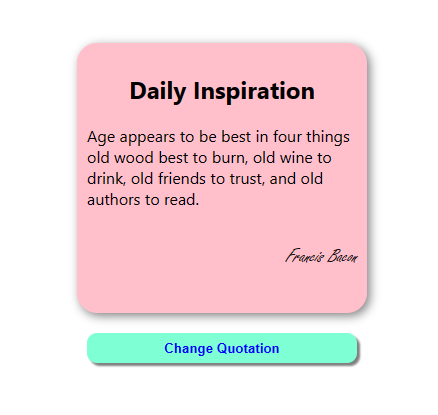 Daily Inspiration
Age appears to be best in four things
old wood best to burn, old wine to
drink, old friends to trust, and old
authors to read.
Francis Bacon
Change Quotation